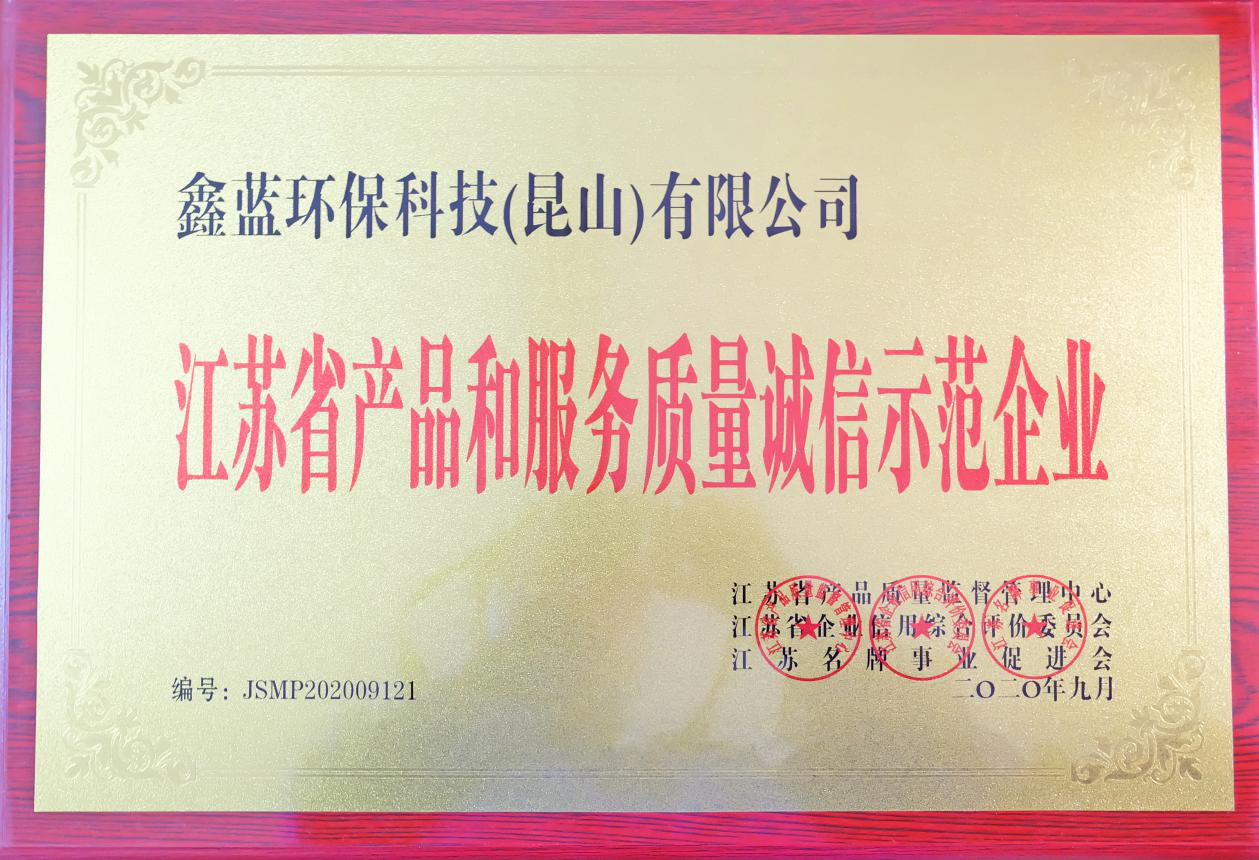 鑫蓝环保科技(昆山)有限公司
江苏省产品和服务质量诚信示范企业
江苏省产品质量监督管理中心
江苏省企业信用综合评价委员会
江苏名牌事业促进会
编号：JSMP202009121
二〇二〇年九月